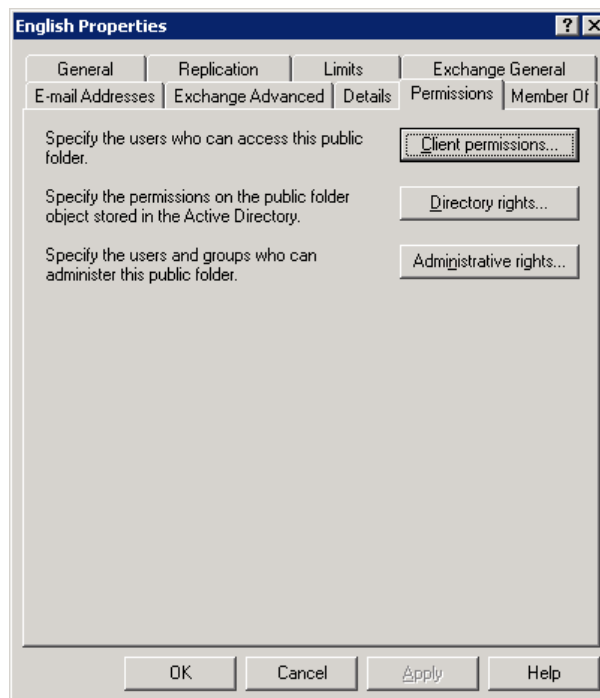 English Properties
General Replication Limits Exchange General
E-mail Addresses Exchange Advanced Details Permissions Member Of
Specify the users who can access this public
folder.
Client permissions...
Specify the permissions on the public folder
object stored in the Active Directory.
Directory rights...
Specify the users and groups who can
administer this public folder.
Administrative rights...
OK Cancel Apply Help